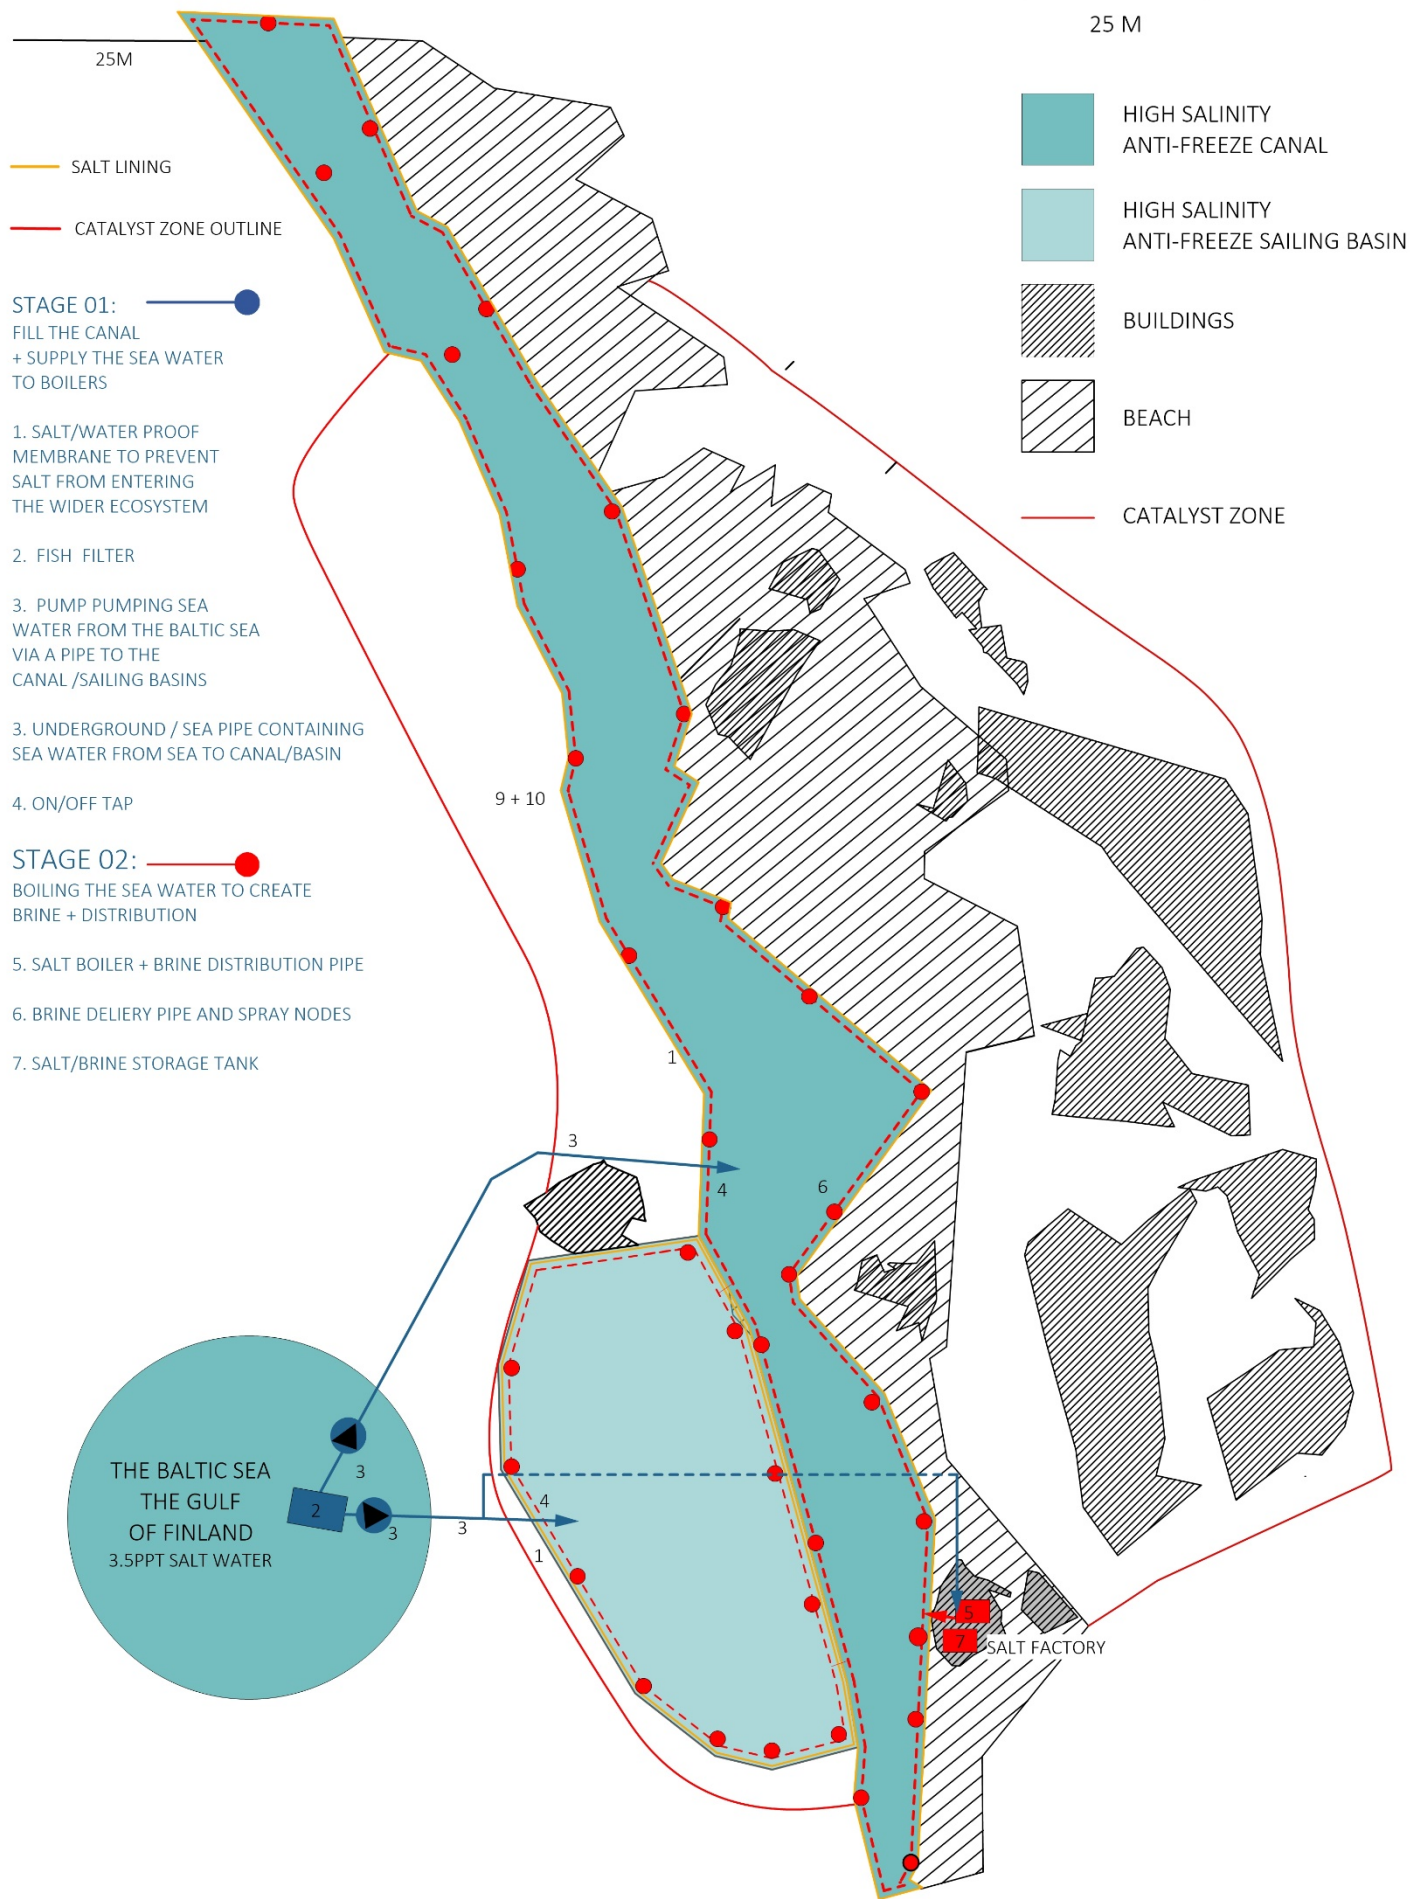 25M
SALT LINING
CATALYST ZONE OUTLINE
STAGE 01:
FILL THE CANAL
+ SUPPLY THE SEA WATER
TO BOILERS
1. SALT/WATER PROOF
MEMBRANE TO PREVENT
SALT FROM ENTERING
THE WIDER ECOSYSTEM
2. FISH FILTER
3. PUMP PUMPING SEA
WATER FROM THE BALTIC SEA
VIA A PIPE TO THE
CANAL /SAILING BASINS
3. UNDERGROUND / SEA PIPE CONTAINING
SEA WATER FROM SEA TO CANAL/BASIN
4. ON/OFF TAP
STAGE 02:
BOILING THE SEA WATER TO CREATE
BRINE + DISTRIBUTION
5. SALT BOILER + BRINE DISTRIBUTION PIPE
6. BRINE DELIERY PIPE AND SPRAY NODES
7. SALT/BRINE STORAGE TANK
25 M
HIGH SALINITY
ANTI-FREEZE CANAL
HIGH SALINITY
ANTI-FREEZE SAILING BASIN
BUILDINGS
BEACH
CATALYST ZONE
9 + 10
1
3
4
6
THE BALTIC SEA
THE GULF
OF FINLAND
3.5PPT SALT WATER
3
2
3
3
4
1
5
7
SALT FACTORY